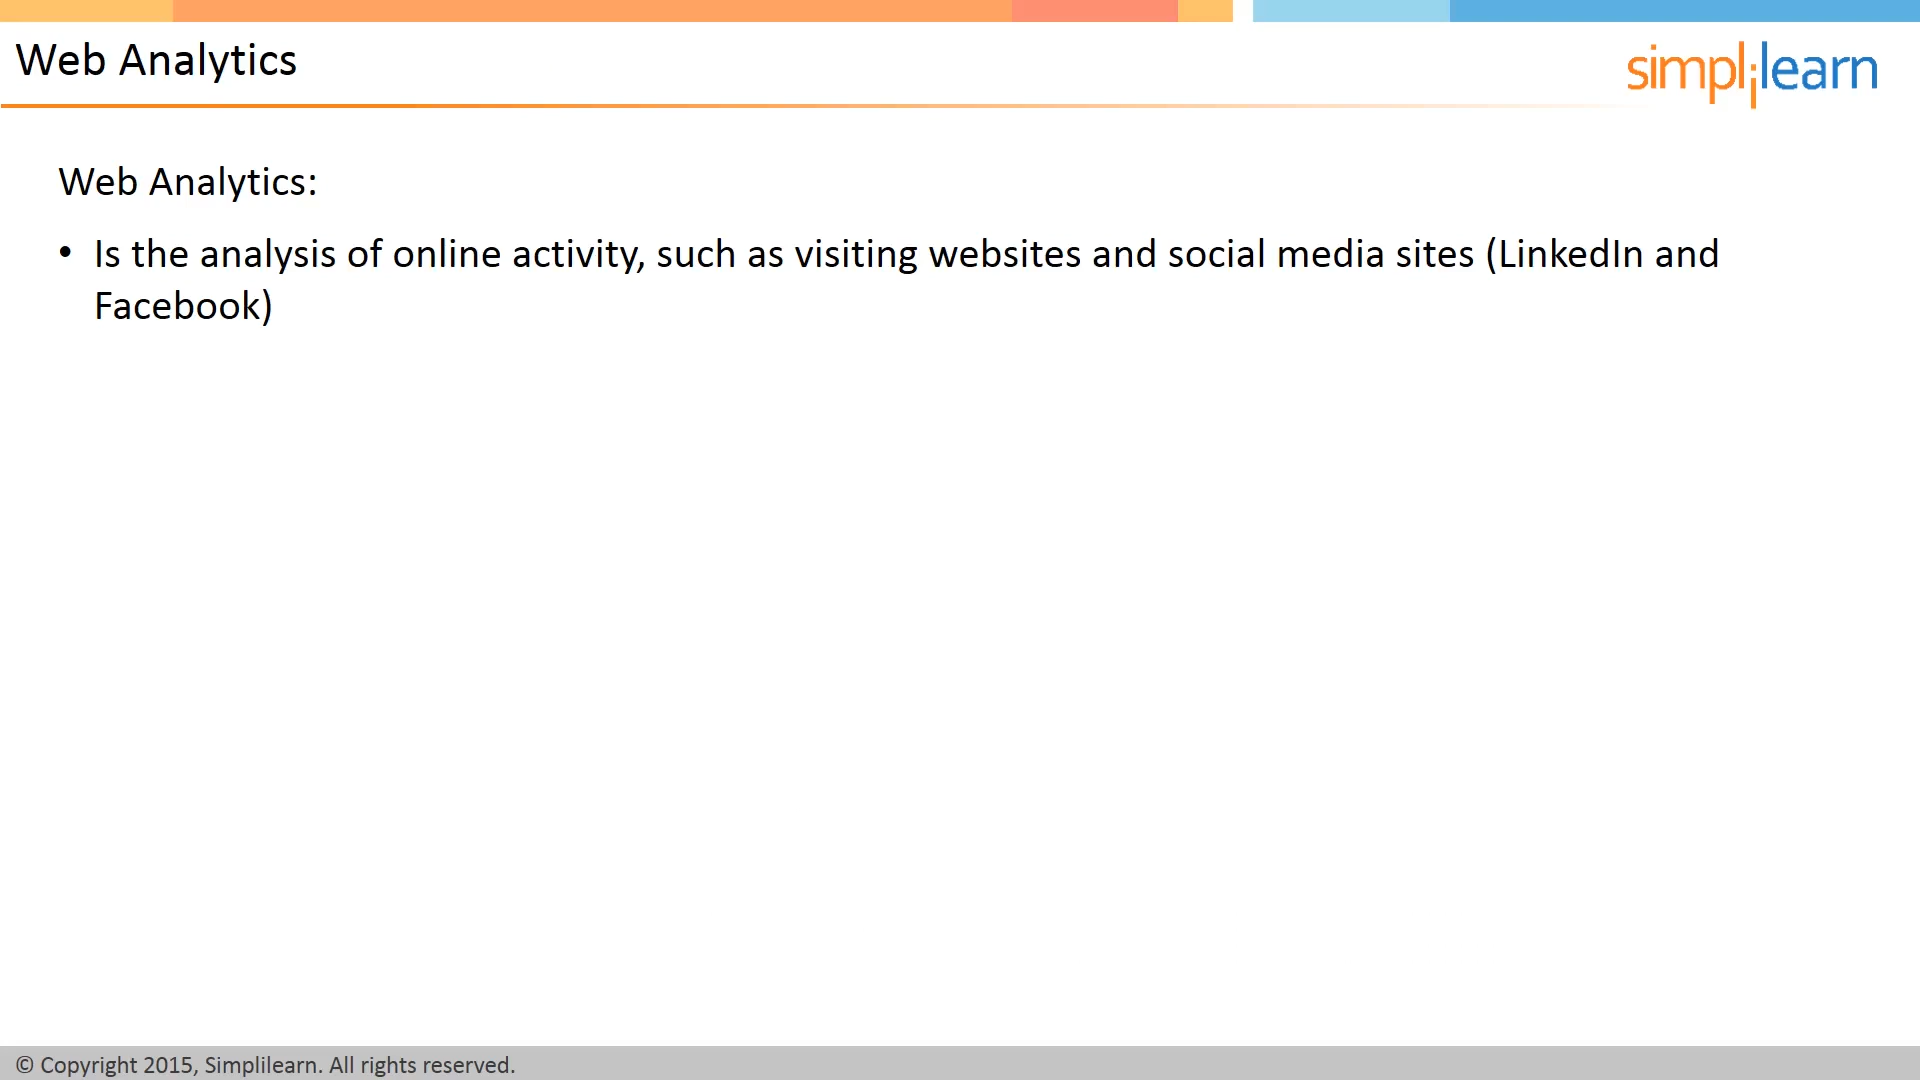 Web Analytics
simplilearn
Web Analytics:
• Is the analysis of online activity, such as visiting websites and social media sites (LinkedIn and
Facebook)
© Copyright 2015, Simplilearn. All rights reserved.